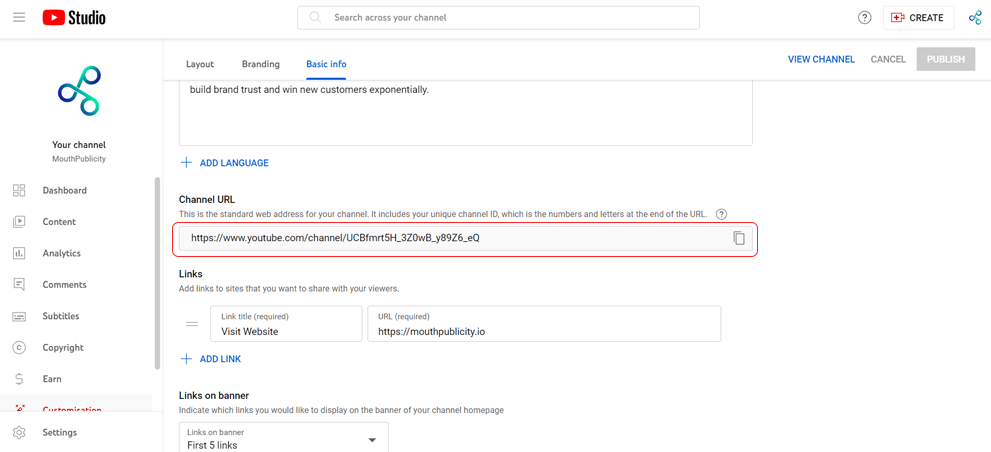 Studio
Search across your channel
CREATE
Layout
Branding
Basic info
VIEW CHANNEL
CANCEL
PUBLISH
build brand trust and win new customers exponentially.
ADD LANGUAGE
Your channel
MouthPublicity
Dashboard
Content
Analytics
Comments
Subtitles
Copyright
Earn
Customisation
Settings
Channel URL
This is the standard web address for your channel. It includes your unique channel ID, which is the numbers and letters at the end of the URL.
https://www.youtube.com/channel/UCBfmrt5H_3Z0wB_y89Z6_eQ
Links
Add links to sites that you want to share with your viewers.
Link title (required)
Visit Website
URL (required)
https://mouthpublicity.io
ADD LINK
Links on banner
Indicate which links you would like to display on the banner of your channel homepage
Links on banner
First 5 links